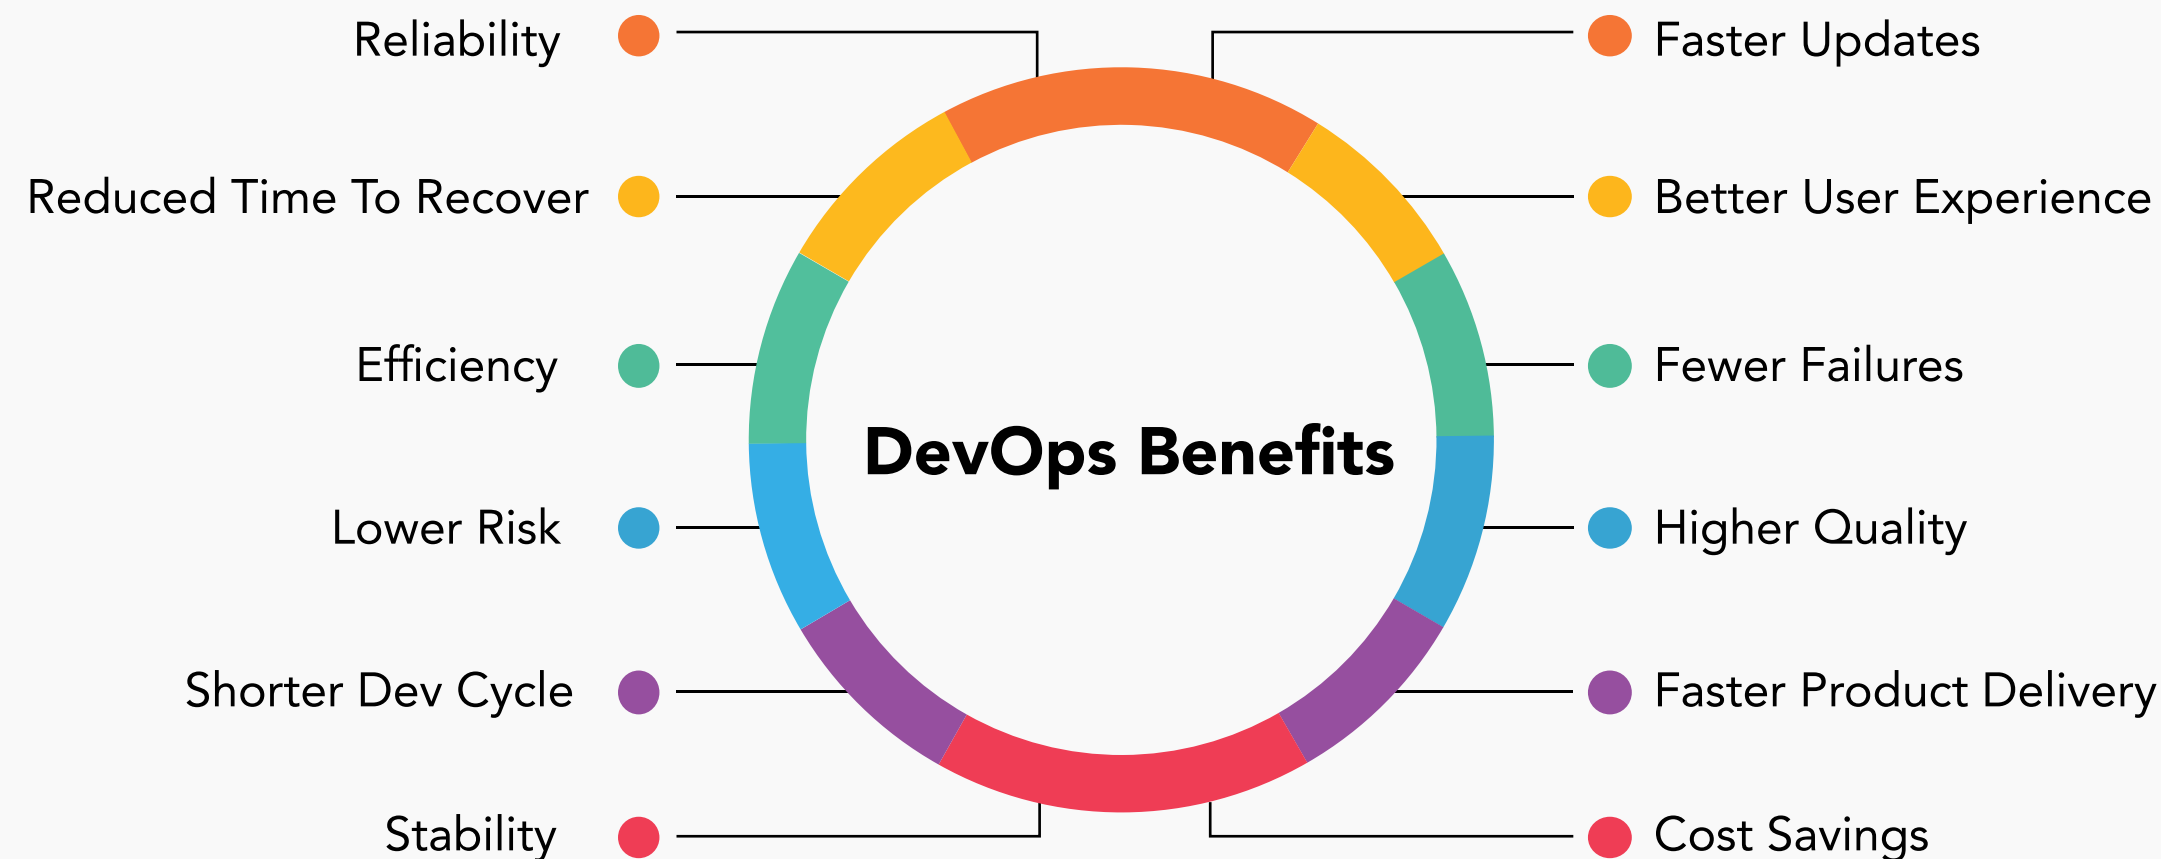 Reliability
Faster Updates
Reduced Time To Recover
Better User Experience
Efficiency
Fewer Failures
DevOps Benefits
Lower Risk
Higher Quality
Shorter Dev Cycle
Faster Product Delivery
Stability
Cost Savings